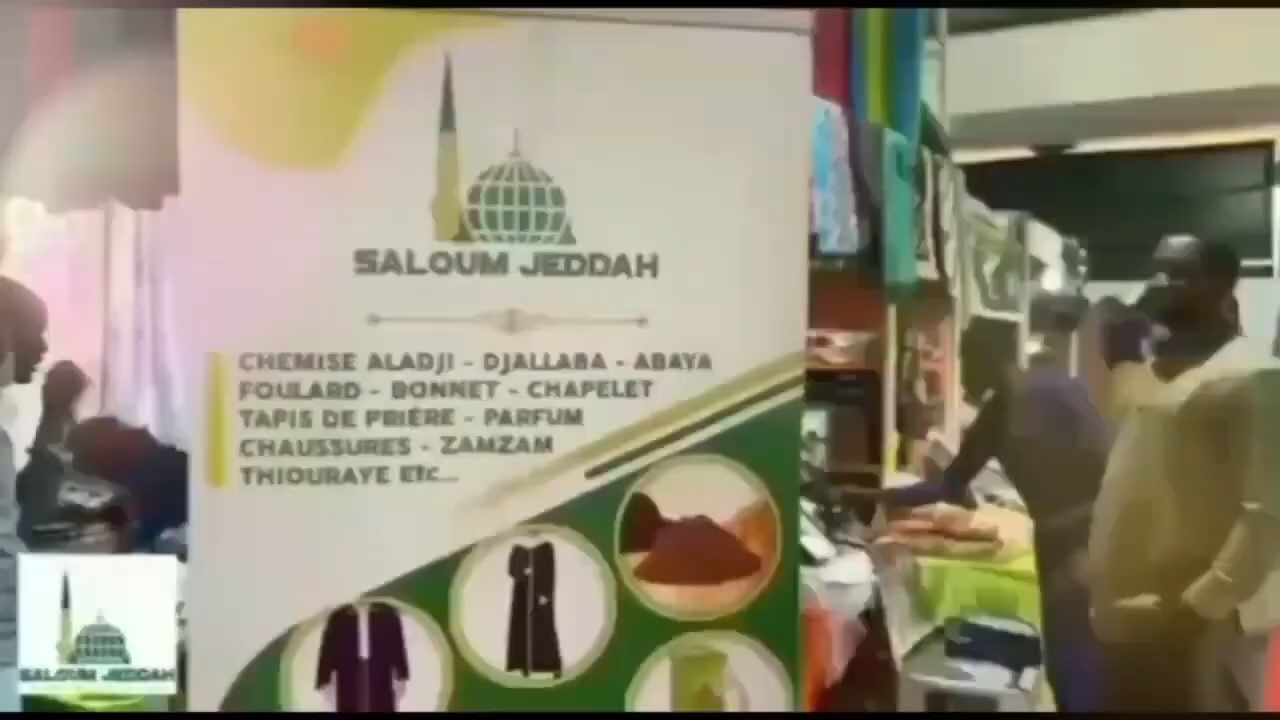 SALOUM JEDDAH
CHEMISE ALADJI - DJALLABA - ABAYA
FOULARD - BONNET - CHAPELET
TAPIS DE PRIÈRE - PARFUM
CHAUSSURES - ZAMZAM
THIOURAYE ETC...
SALOUM JEDDAH